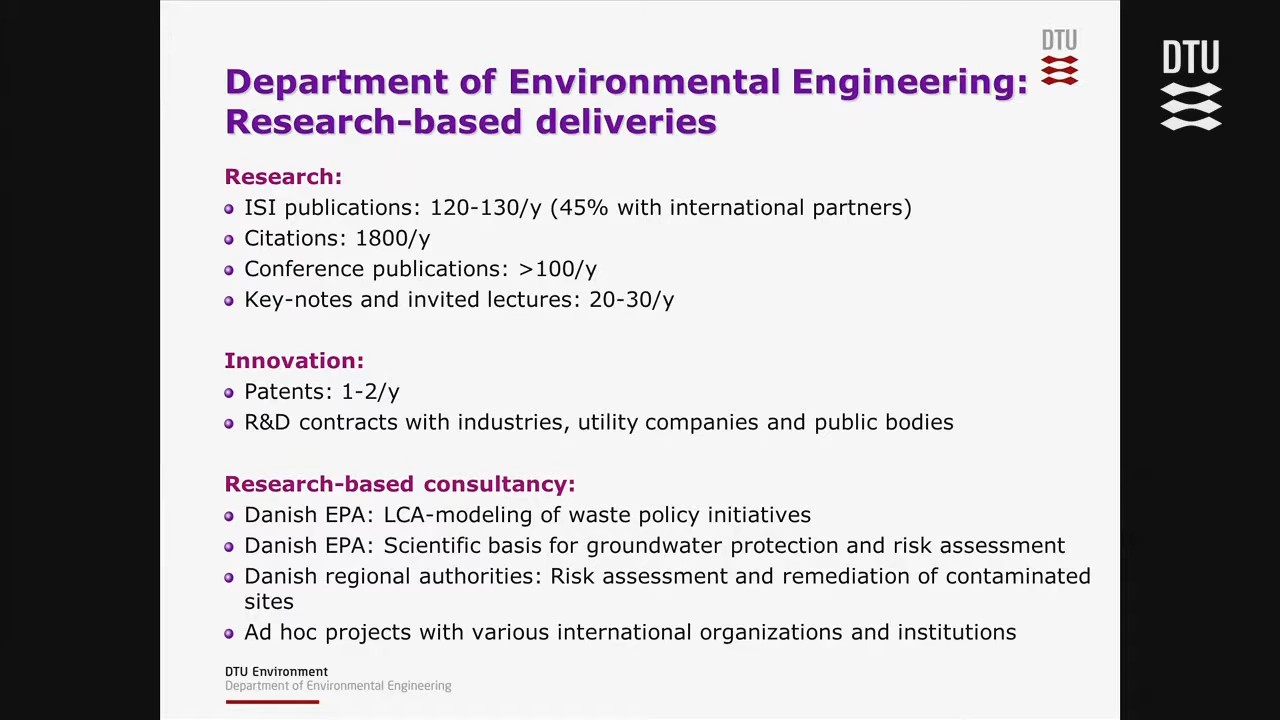 DTU
DTU
Department of Environmental Engineering:
Research-based deliveries
Research:
ISI publications: 120-130/y (45% with international partners)
Citations: 1800/y
Conference publications: >100/y
Key-notes and invited lectures: 20-30/y
Innovation:
Patents: 1-2/y
R&D contracts with industries, utility companies and public bodies
Research-based consultancy:
Danish EPA: LCA-modeling of waste policy initiatives
Danish EPA: Scientific basis for groundwater protection and risk assessment
Danish regional authorities: Risk assessment and remediation of contaminated
sites
Ad hoc projects with various international organizations and institutions
DTU Environment
Department of Environmental Engineering